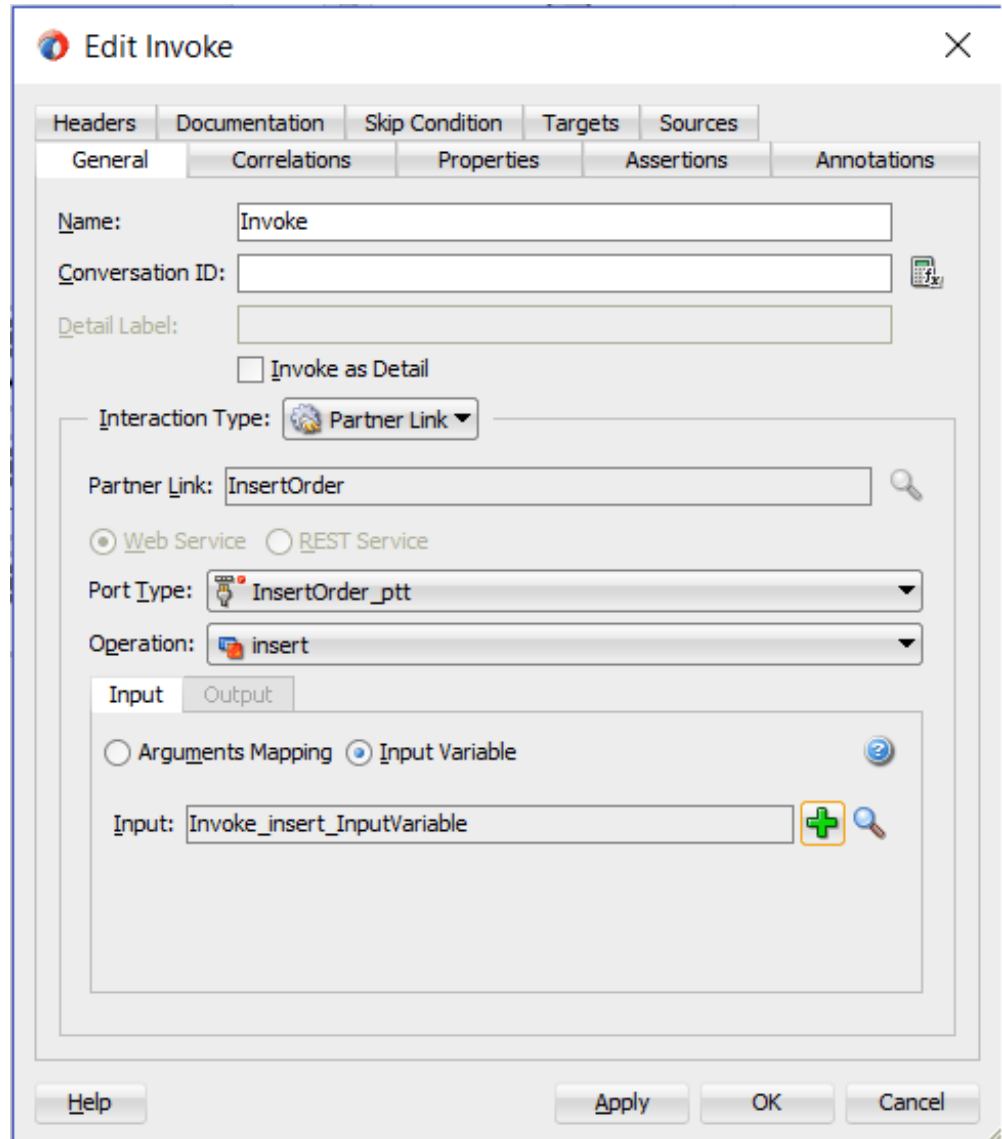 Edit Invoke
Headers Documentation Skip Condition Targets Sources
General Correlations Properties Assertions Annotations
Name: Invoke
Conversation ID:
Detail Label:
Invoke as Detail
Interaction Type: Partner Link
Partner Link: InsertOrder
Web Service REST Service
Port Type: InsertOrder_ptt
Operation: insert
Input Output
Arguments Mapping Input Variable
Input: Invoke_insert_InputVariable
Help Apply OK Cancel